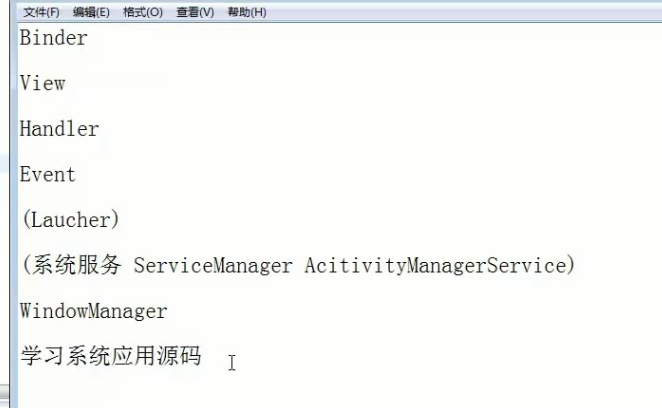 文件(F) 编辑(E) 格式(O) 查看(V) 帮助(H)
Binder
View
Handler
Event
(Laucher)
(系统服务 ServiceManager AcitivityManagerService)
WindowManager
学习系统应用源码